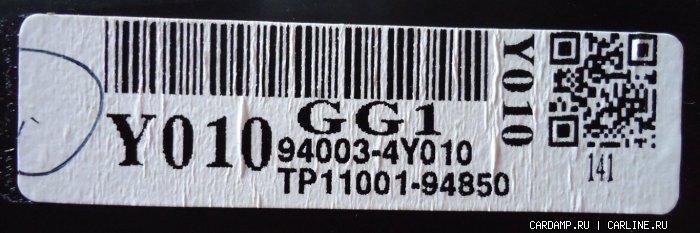 GG1
Y010
94003-4Y010
TP11001-94850
Y010
141
CARDAMP.RU | CARLINE.RU